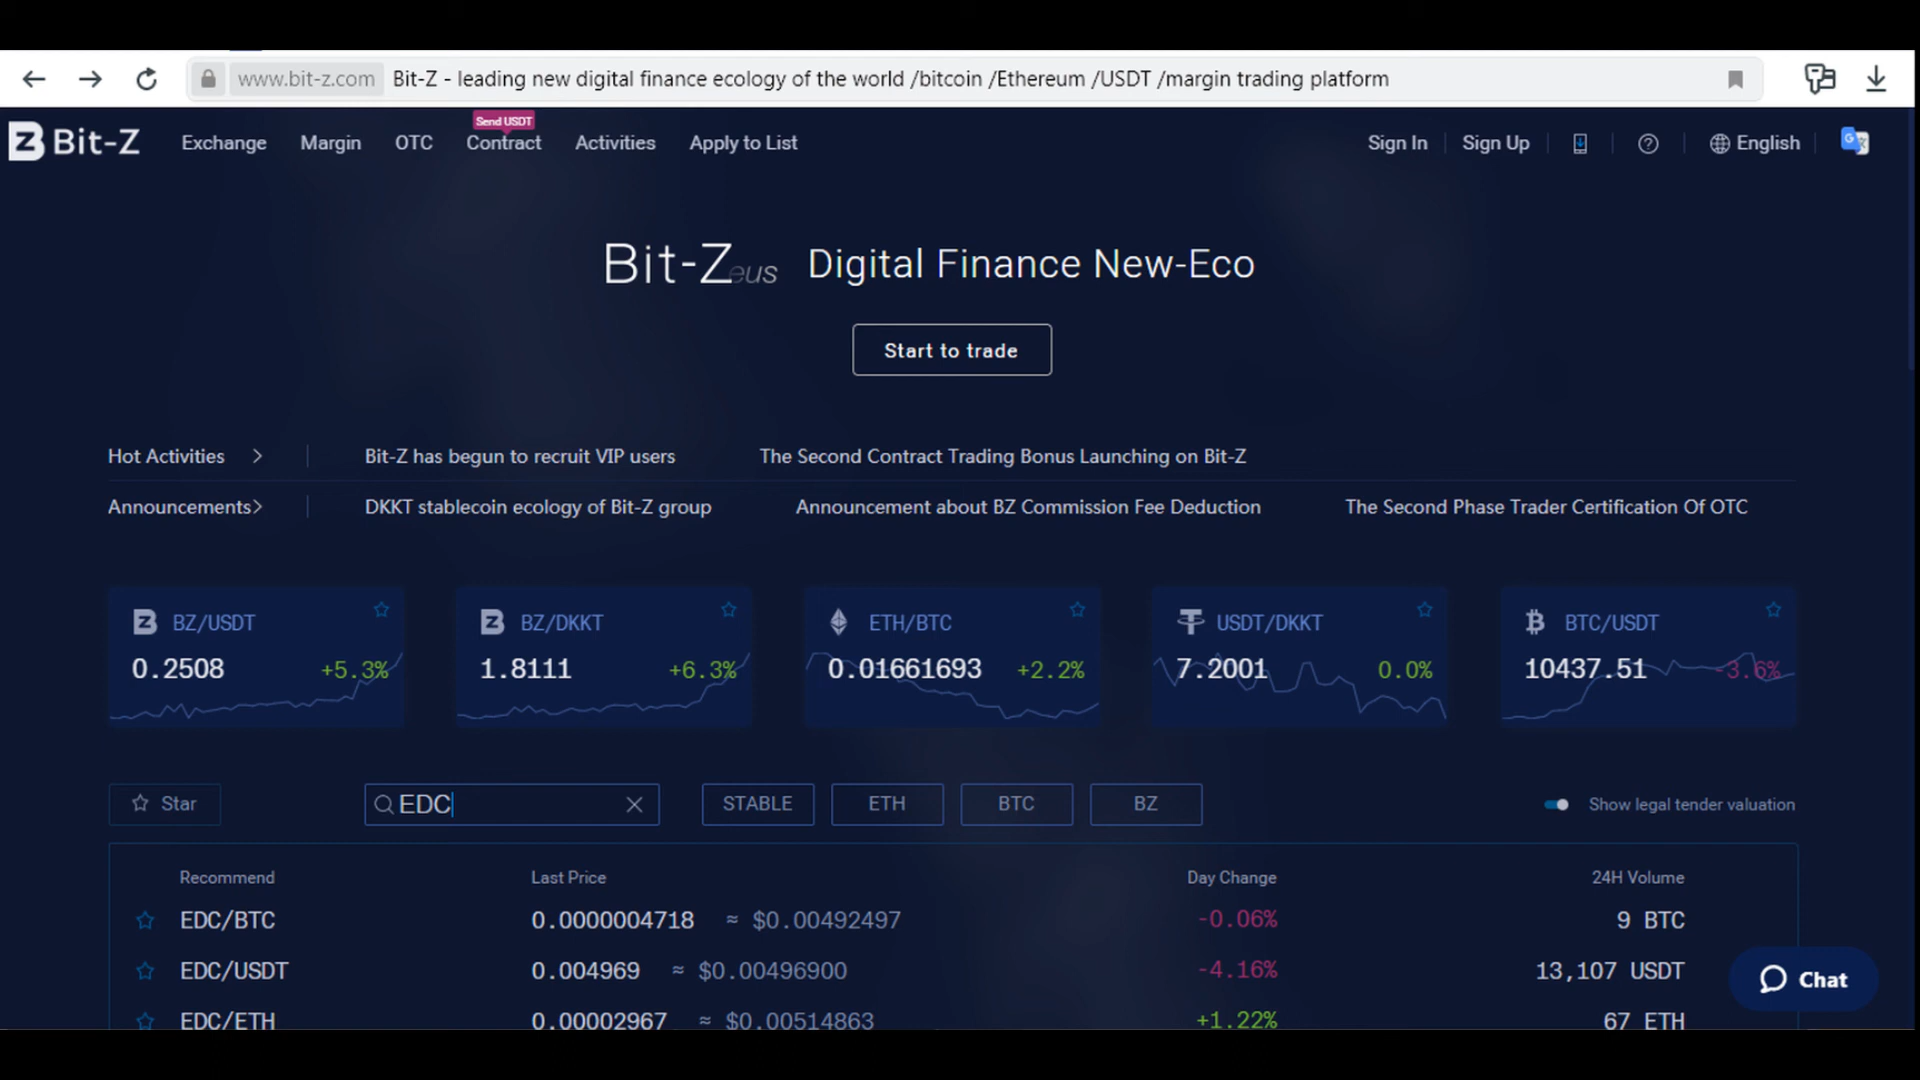 www.bit-z.com Bit-Z - leading new digital finance ecology of the world /bitcoin /Ethereum /USDT /margin trading platform
Send USDT
Bit-Z Exchange Margin OTC Contract Activities Apply to List Sign In Sign Up English
Bit-Zeus Digital Finance New-Eco
Start to trade
Hot Activities > Bit-Z has begun to recruit VIP users The Second Contract Trading Bonus Launching on Bit-Z
Announcements> DKKT stablecoin ecology of Bit-Z group Announcement about BZ Commission Fee Deduction The Second Phase Trader Certification Of OTC
BZ/USDT BZ/DKKT ETH/BTC USDT/DKKT BTC/USDT
0.2508 +5.3% 1.8111 +6.3% 0.01661693 +2.2% 7.2001 0.0% 10437.51 -3.6%
Star EDC STABLE ETH BTC BZ Show legal tender valuation
Recommend Last Price Day Change 24H Volume
EDC/BTC 0.0000004718 ≈ $0.00492497 -0.06% 9 BTC
EDC/USDT 0.004969 ≈ $0.00496900 -4.16% 13,107 USDT
EDC/ETH 0.00002967 ≈ $0.00514863 +1.22% 67 ETH
Chat